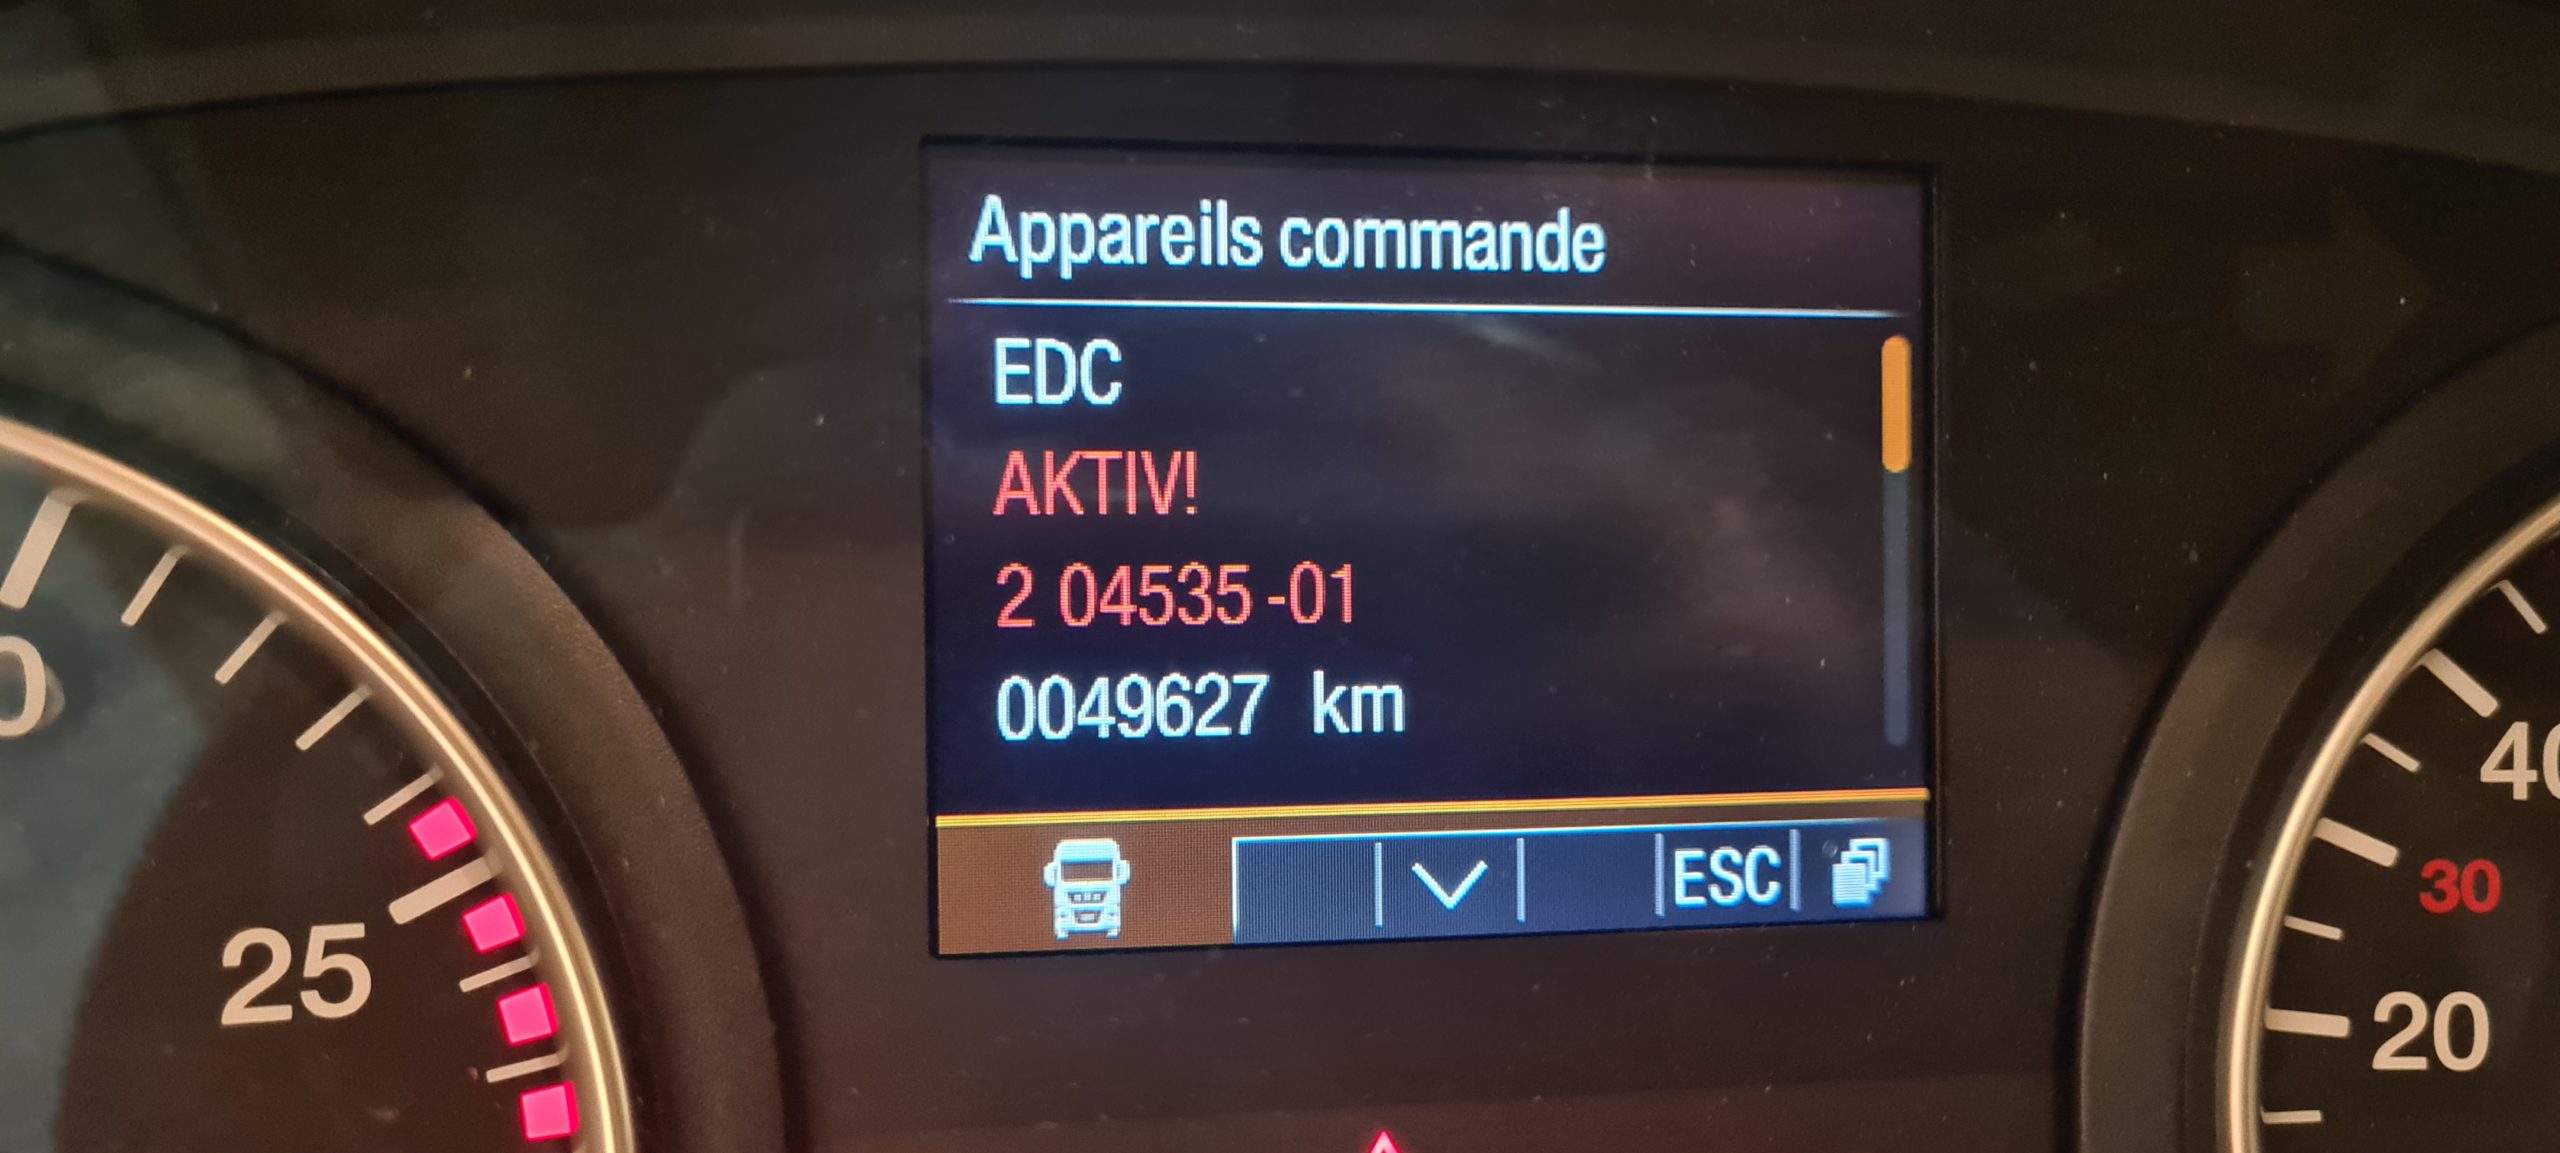 Appareils commande
EDC
AKTIV!
2 04535-01
0049627 km
ESC
25
40
30
20